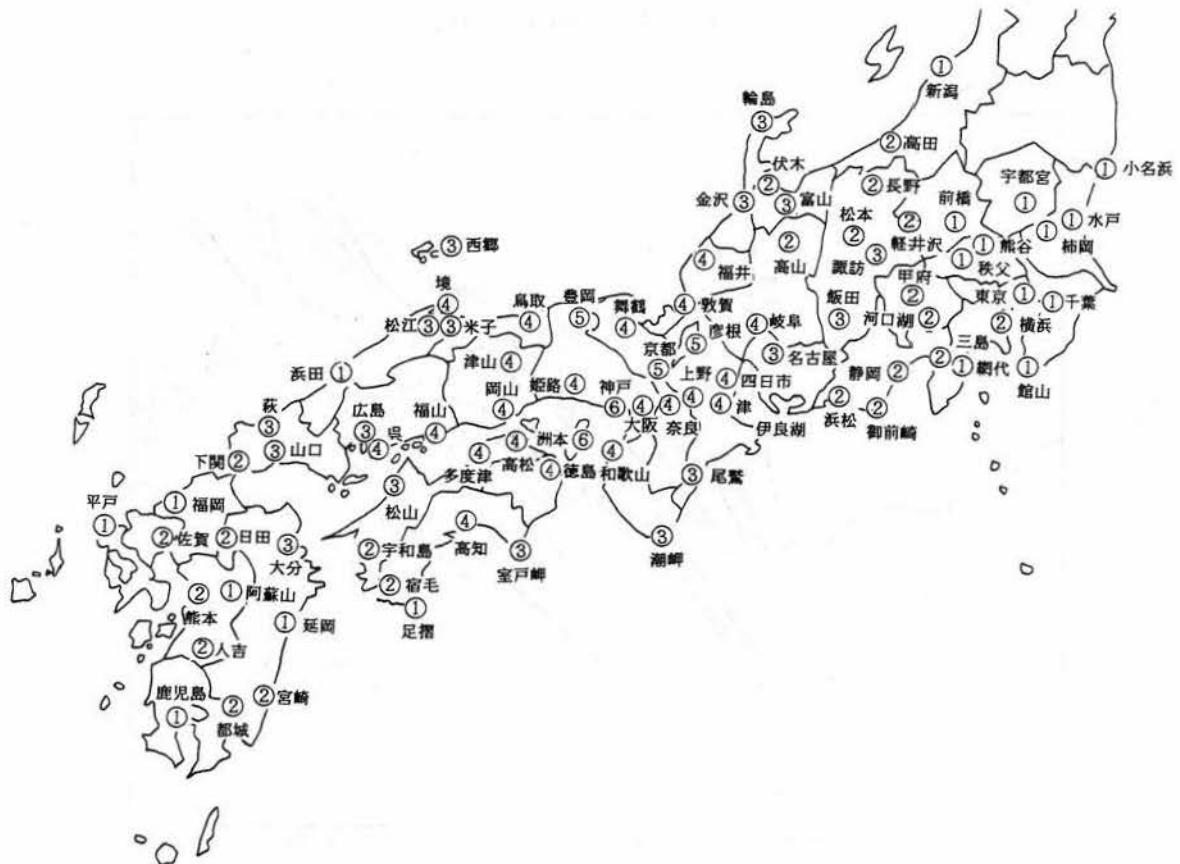 ① 新潟
輪島 ③
② 高田
伏木 ②
金沢 ③
③ 富山
② 長野
前橋 ①
宇都宮 ①
① 小名浜
① 水戸
① 柿岡
松本 ②
② 軽井沢
① 熊谷
③ 西郷
④ 福井
② 高山
諏訪 ③
① 秩父
甲府 ②
境 ④
鳥取 ④
豊岡 ⑤
舞鶴 ④
④ 敦賀
④ 岐阜
飯田 ③
河口湖 ②
東京 ①
① 千葉
松江 ③
③ 米子
彦根 ⑤
② 横浜
京都 ⑤
③ 名古屋
三島 ②
津山 ④
浜田 ①
姫路 ④
上野 ④
④ 四日市
静岡 ②
① 網代
① 館山
岡山 ④
神戸 ⑥
④ 大阪
④ 奈良
④ 津
② 浜松
② 御前崎
伊良湖
萩 ③
広島 ③
福山 ④
呉 ④
③ 山口
下関 ②
高松 ④
洲本 ⑥
④ 和歌山
多度津 ④
④ 徳島
③ 尾鷲
③ 松山
① 福岡
平戸 ①
② 佐賀
② 日田
③ 大分
② 宇和島
④ 高知
③ 室戸岬
③ 潮岬
② 宿毛
① 足摺
② 熊本
① 阿蘇山
① 延岡
② 人吉
鹿児島 ①
② 都城
② 宮崎